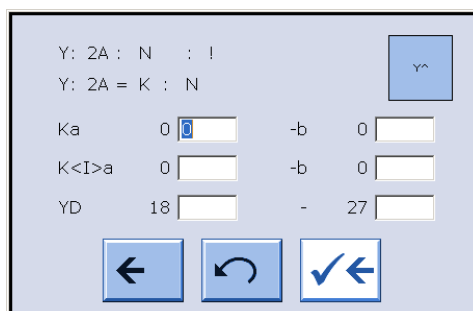 Y: 2A : N : !
Y: 2A = K : N
Y^
Ka 0 0 -b 0
K<I>a 0 -b 0
YD 18 - 27